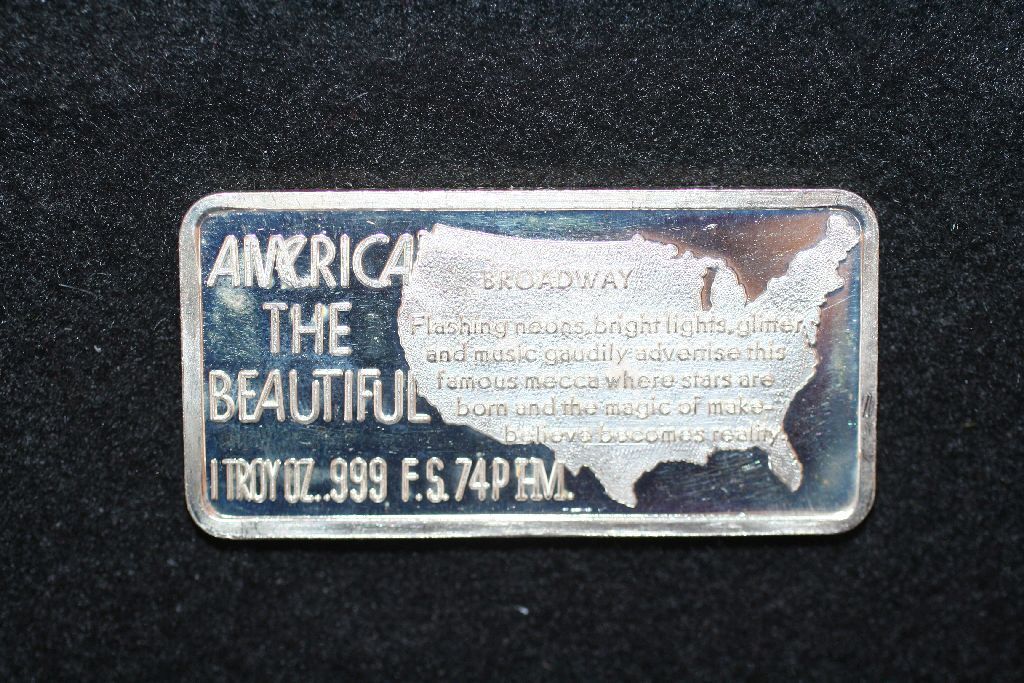 AMERICA
THE
BEAUTIFUL
1 TROY OZ..999 F.S. 74P HM.
BROADWAY
Flashing neons, bright lights, glitter
and music gaudily advertise this
famous mecca where stars are
born and the magic of make-
believe becomes reality.